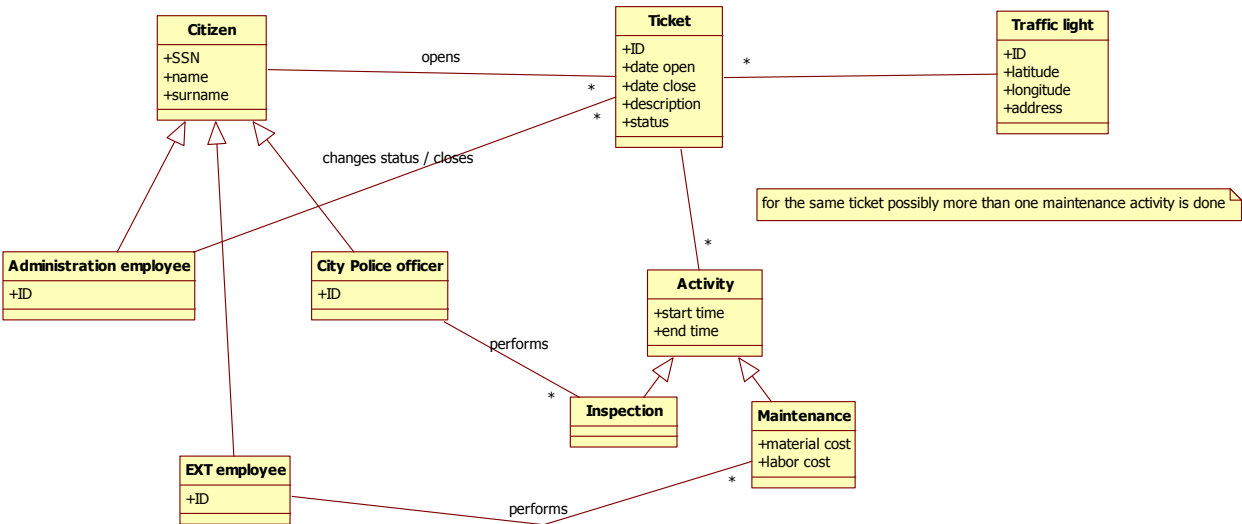 Citizen
+SSN
+name
+surname
opens
Ticket
+ID
+date open
+date close
+description
+status
*
*
*
Traffic light
+ID
+latitude
+longitude
+address
changes status / closes
for the same ticket possibly more than one maintenance activity is done
Administration employee
+ID
City Police officer
+ID
*
Activity
+start time
+end time
performs
*
Inspection
Maintenance
+material cost
+labor cost
EXT employee
+ID
performs
*